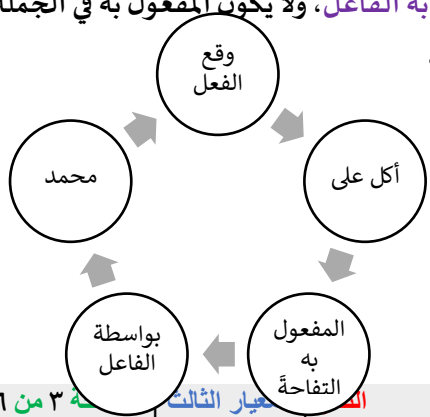 به الفاعل، ولا يكون المفعول به في الجملة
وقع
الفعل
أكل على
المفعول
به
التفاحةَ
بواسطة
الفاعل
محمد
الثالث
٣ من ٦